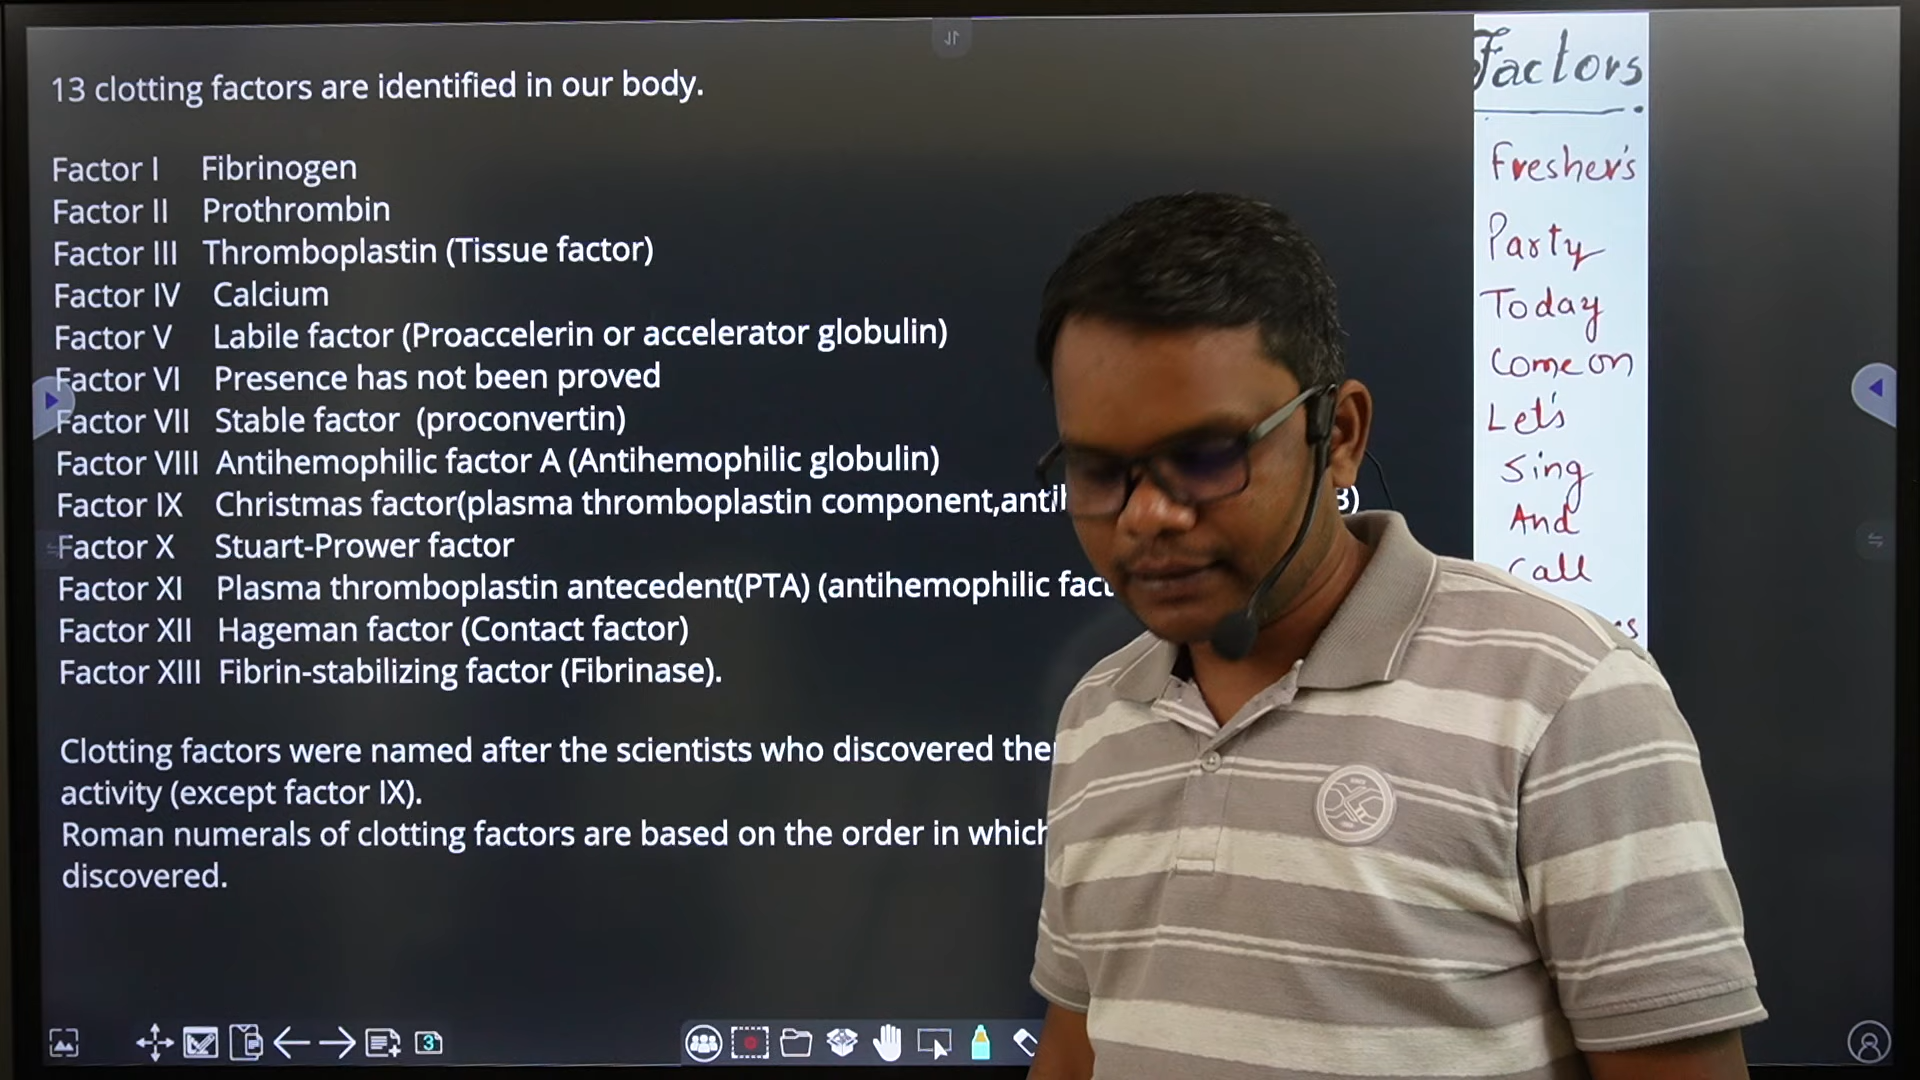 13 clotting factors are identified in our body.
Factor I Fibrinogen
Factor II Prothrombin
Factor III Thromboplastin (Tissue factor)
Factor IV Calcium
Factor V Labile factor (Proaccelerin or accelerator globulin)
Factor VI Presence has not been proved
Factor VII Stable factor (proconvertin)
Factor VIII Antihemophilic factor A (Antihemophilic globulin)
Factor IX Christmas factor(plasma thromboplastin component, B)
Factor X Stuart-Prower factor
Factor XI Plasma thromboplastin antecedent(PTA) (antihemophilic
Factor XII Hageman factor (Contact factor)
Factor XIII Fibrin-stabilizing factor (Fibrinase).
Clotting factors were named after the scientists who discovered
activity (except factor IX).
Roman numerals of clotting factors are based on the order in which
discovered.
3
Factors
Fresher's
Party
Today
Come on
Let's
Sing
And
Call